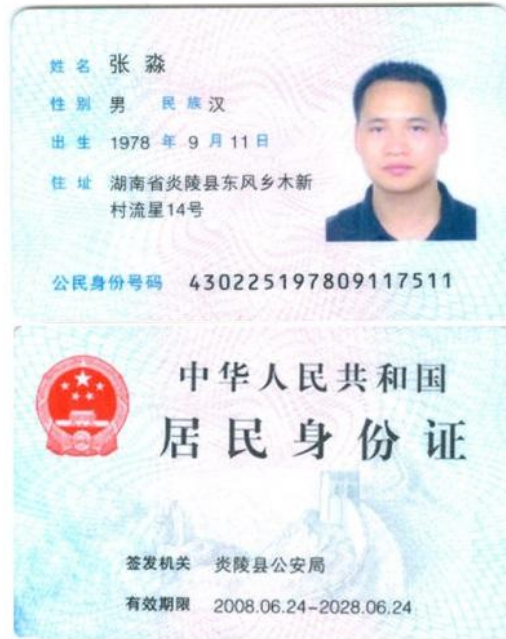 姓名 张淼
性别 男 民族 汉
出生 1978 年 9 月 11 日
住址 湖南省炎陵县东风乡木新
村流星14号
公民身份号码 430225197809117511
中华人民共和国
居民身份证
签发机关 炎陵县公安局
有效期限 2008.06.24-2028.06.24